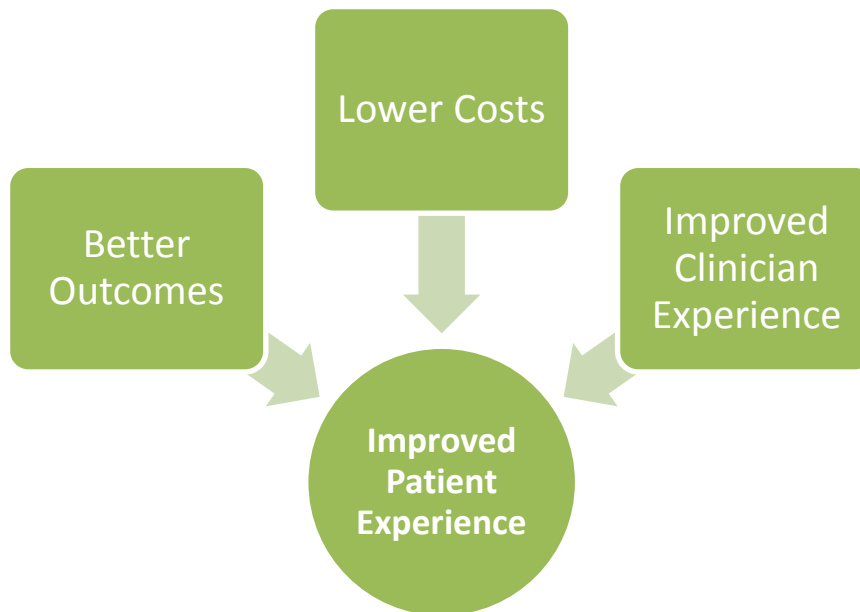 Lower Costs
Better
Outcomes
Improved
Clinician
Experience
Improved
Patient
Experience